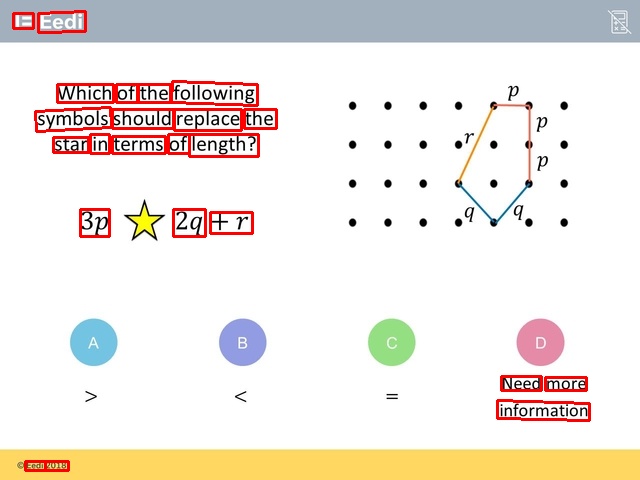 Eedi
Which of the following
symbols should replace the
star in terms of length?
3p 2q + r
p
p
r
p
q q
A B C D
> < = Need more
information
© Eedi 2018